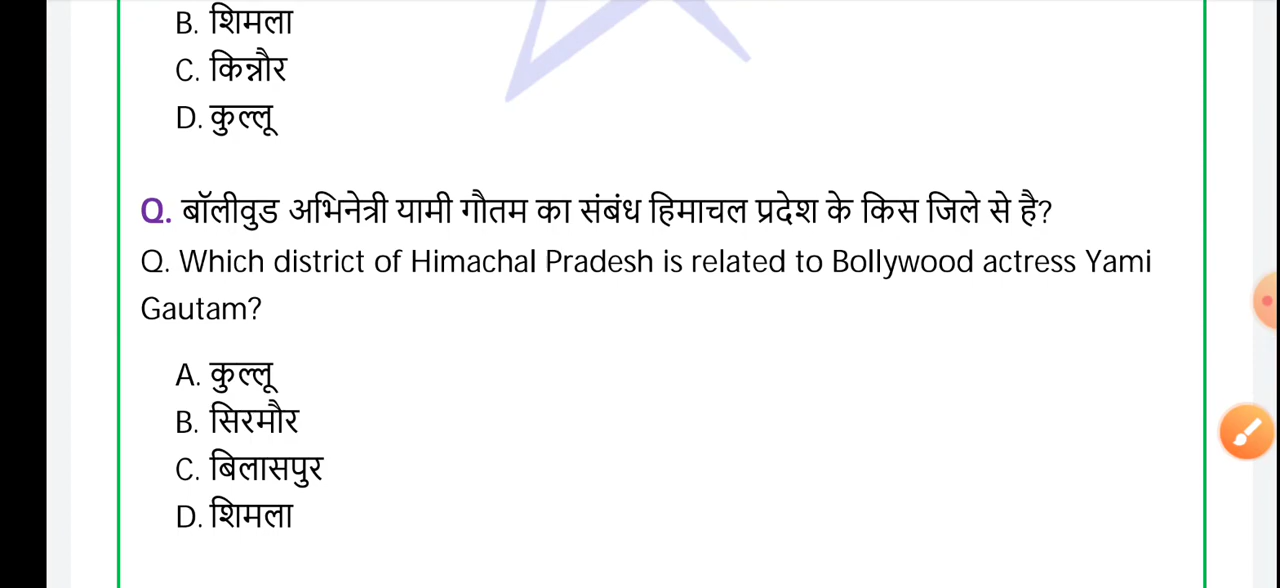 B. शिमला
C. किन्नौर
D. कुल्लू
Q. बॉलीवुड अभिनेत्री यामी गौतम का संबंध हिमाचल प्रदेश के किस जिले से है?
Q. Which district of Himachal Pradesh is related to Bollywood actress Yami
Gautam?
A. कुल्लू
B. सिरमौर
C. बिलासपुर
D. शिमला